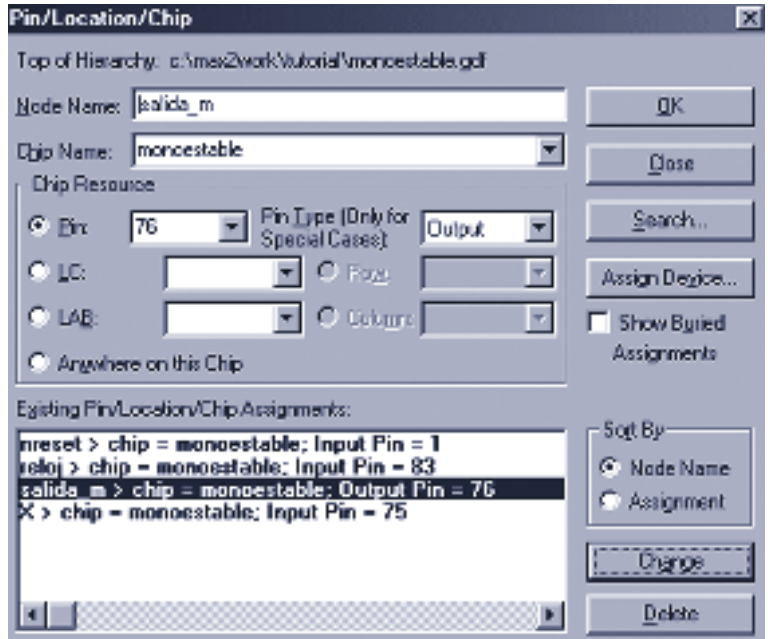 Pin/Location/Chip
Top of Hierarchy: c:\max2work\tutorial\monoestable.gdf
Node Name: salida_m
OK
Chip Name: monoestable
Close
Chip Resource
Pin: 76 Pin Type (Only for Special Cases): Output
Search...
LC: Row:
Assign Device...
LAB: Column:
Show Buried Assignments
Anywhere on this Chip
Existing Pin/Location/Chip Assignments:
nreset > chip = monoestable; Input Pin = 1
reloj > chip = monoestable; Input Pin = 83
salida_m > chip = monoestable; Output Pin = 76
X > chip = monoestable; Input Pin = 75
Sort By
Node Name
Assignment
Change
Delete